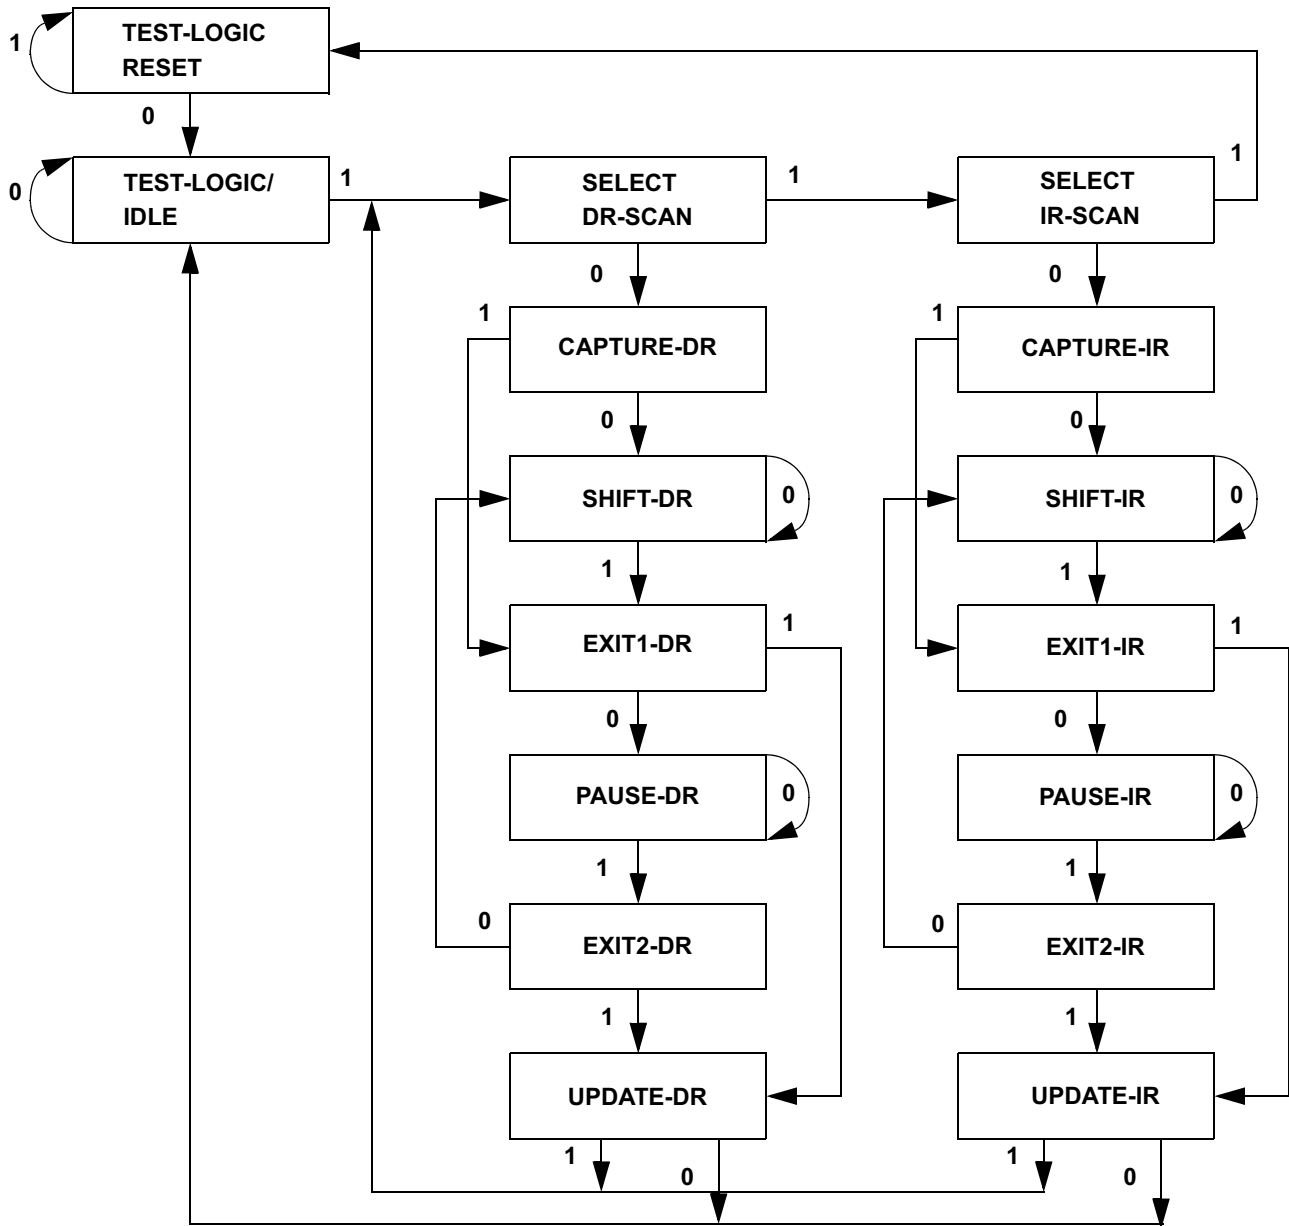 1
TEST-LOGIC
RESET
0
0
TEST-LOGIC/
IDLE
1
SELECT
DR-SCAN
1
SELECT
IR-SCAN
1
0
0
1
CAPTURE-DR
1
CAPTURE-IR
0
0
SHIFT-DR
0
SHIFT-IR
0
1
1
EXIT1-DR
1
EXIT1-IR
1
0
0
PAUSE-DR
0
PAUSE-IR
0
1
1
0
EXIT2-DR
0
EXIT2-IR
1
1
UPDATE-DR
UPDATE-IR
1
0
1
0